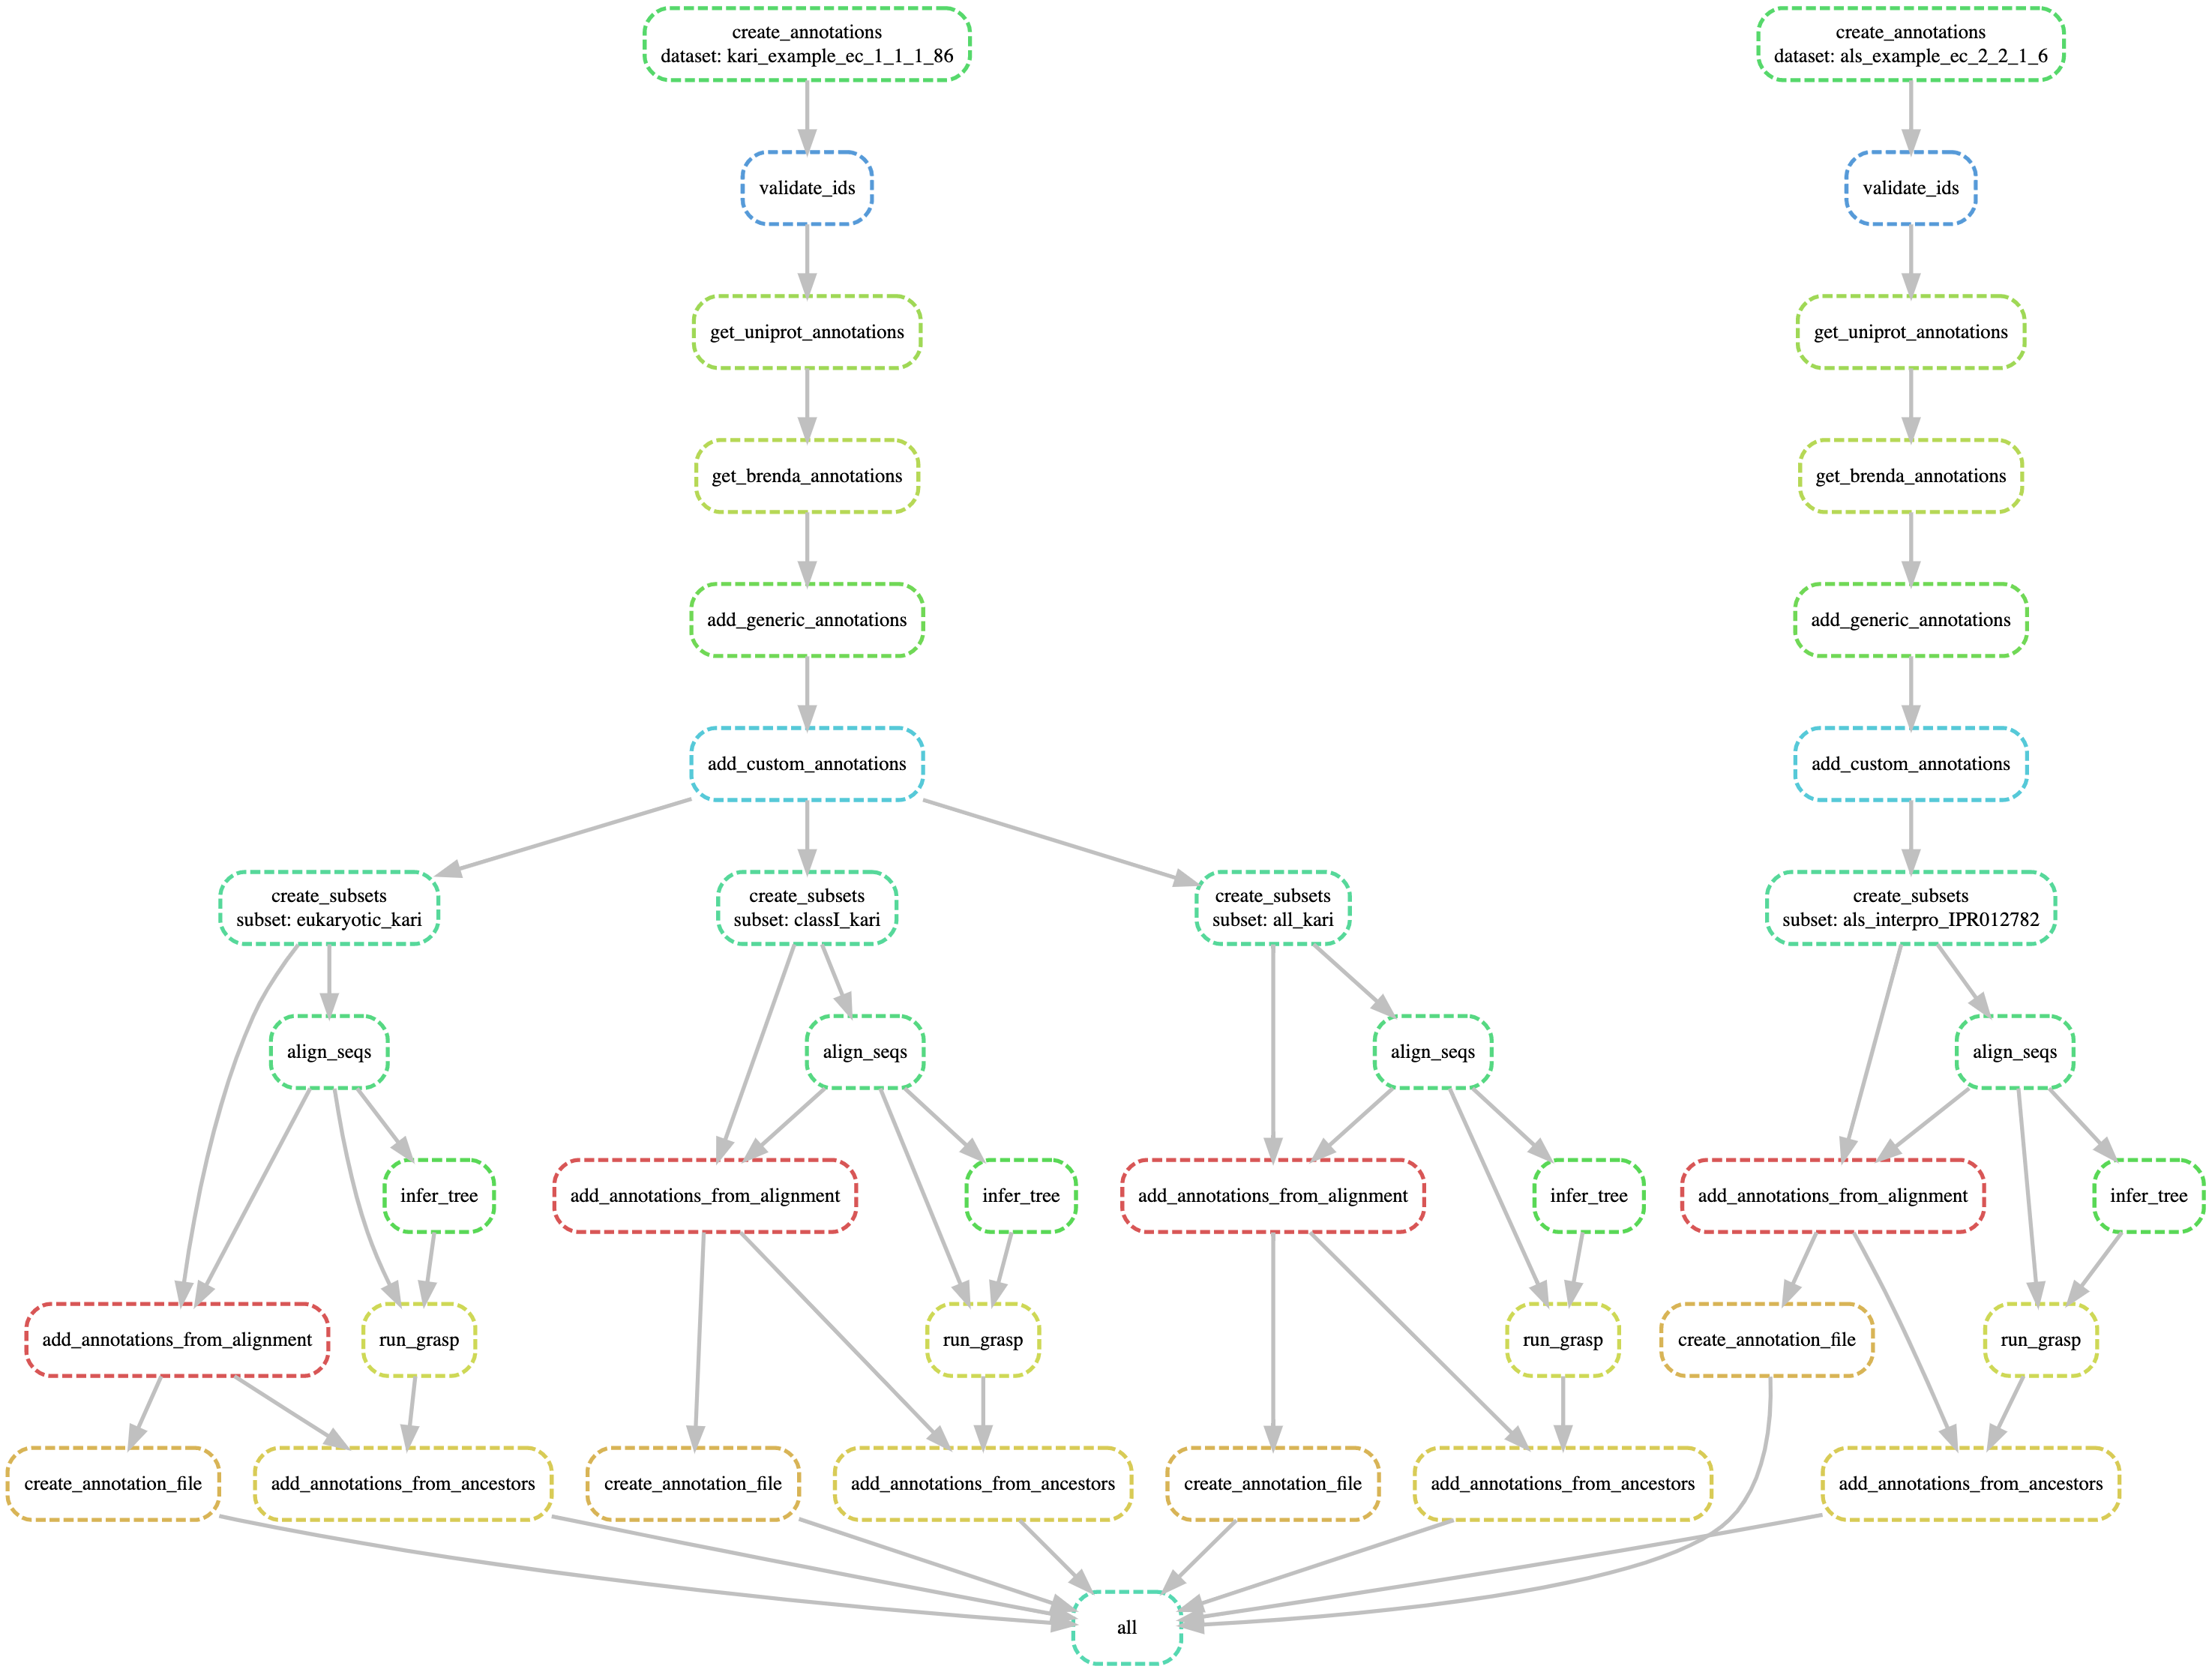 create_annotations
dataset: kari_example_ec_1_1_1_86
create_annotations
dataset: als_example_ec_2_2_1_6
validate_ids
validate_ids
get_uniprot_annotations
get_uniprot_annotations
get_brenda_annotations
get_brenda_annotations
add_generic_annotations
add_generic_annotations
add_custom_annotations
add_custom_annotations
create_subsets
subset: eukaryotic_kari
create_subsets
subset: classI_kari
create_subsets
subset: all_kari
create_subsets
subset: als_interpro_IPR012782
align_seqs
align_seqs
align_seqs
align_seqs
infer_tree
add_annotations_from_alignment
infer_tree
add_annotations_from_alignment
infer_tree
add_annotations_from_alignment
infer_tree
add_annotations_from_alignment
run_grasp
run_grasp
run_grasp
create_annotation_file
run_grasp
create_annotation_file
add_annotations_from_ancestors
create_annotation_file
add_annotations_from_ancestors
create_annotation_file
add_annotations_from_ancestors
add_annotations_from_ancestors
all